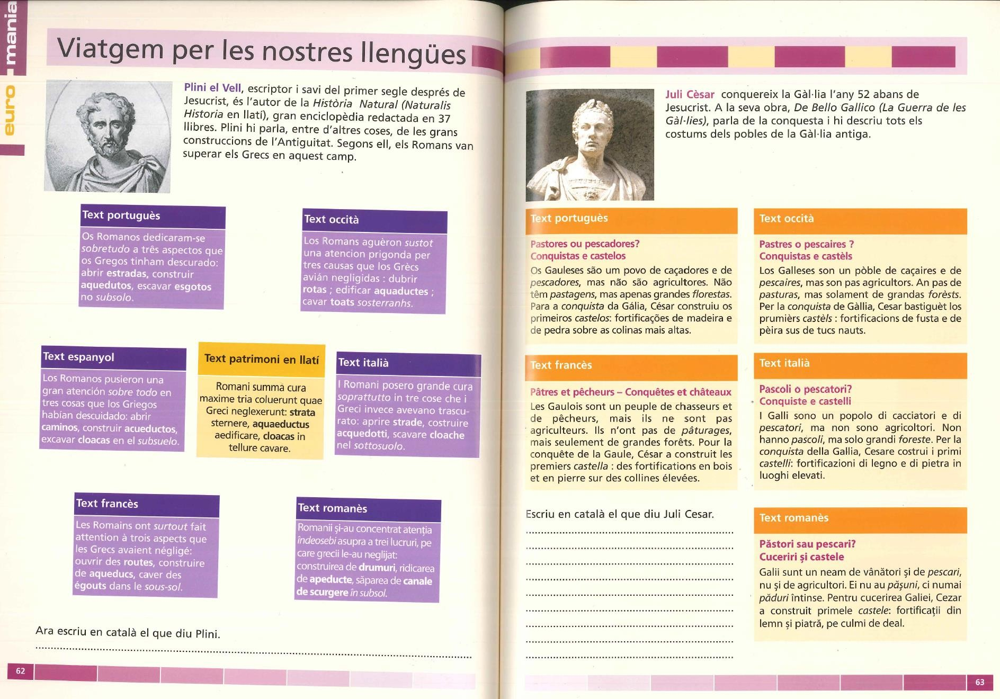 euro mania
Viatgem per les nostres llengües
Plini el Vell, escriptor i savi del primer segle després de
Jesucrist, és l'autor de la Història Natural (Naturalis
Historia en llatí), gran enciclopèdia redactada en 37
llibres. Plini hi parla, entre d'altres coses, de les grans
construccions de l'Antiguitat. Segons ell, els Romans van
superar els Grecs en aquest camp.
Text portuguès
Os Romanos dedicaram-se
sobretudo a três aspectos que
os Gregos tinham descurado:
abrir estradas, construir
aquedutos, escavar esgotos
no subsolo.
Text occità
Los Romans aguèron sustot
una atencion prigonda per
tres causas que los Grècs
avián negligidas : dubrir
rotas ; edificar aquaductes ;
cavar toats sosterranhs.
Text espanyol
Los Romanos pusieron una
gran atención sobre todo en
tres cosas que los Griegos
habían descuidado: abrir
caminos, construir acueductos,
excavar cloacas en el subsuelo.
Text patrimoni en llatí
Romani summà cura
maxime tria coluerunt quae
Greci neglexerunt: strata
sternere, aquaeductus
aedificare, cloacas in
tellure cavare.
Text italià
I Romani posero grande cura
soprattutto in tre cose che i
Greci invece avevano trascu-
rato: aprire strade, costruire
acquedotti, scavare cloache
nel sottosuolo.
Text francès
Les Romains ont surtout fait
attention à trois aspects que
les Grecs avaient négligé:
ouvrir des routes, construire
de aqueducs, caver des
égouts dans le sous-sol.
Text romanès
Romanii şi-au concentrat atenţia
îndeosebi asupra a trei lucruri, pe
care grecii le-au neglijat:
construirea de drumuri, ridicarea
de apeducte, săparea de canale
de scurgere în subsol.
Ara escriu en català el que diu Plini.
62
Juli Cèsar conquereix la Gàl·lia l'any 52 abans de
Jesucrist. A la seva obra, De Bello Gallico (La Guerra de les
Gàl·lies), parla de la conquesta i hi descriu tots els
costums dels pobles de la Gàl·lia antiga.
Text portuguès
Pastores ou pescadores?
Conquistas e castelos
Os Gauleses são um povo de caçadores e de
pescadores, mas não são agricultores. Não
têm pastagens, mas apenas grandes florestas.
Para a conquista da Gália, César construiu os
primeiros castelos: fortificações de madeira e
de pedra sobre as colinas mais altas.
Text occità
Pastres o pescaires ?
Conquistas e castèls
Los Galleses son un pòble de caçaires e de
pescaires, mas son pas agricultors. An pas de
pasturas, mas solament de grandas forèsts.
Per la conquista de Gàllia, Cesar bastiguèt los
prumièrs castèls : fortificacions de fusta e de
pèira sus de tucs nauts.
Text francès
Pâtres et pêcheurs – Conquêtes et châteaux
Les Gaulois sont un peuple de chasseurs et
de pêcheurs, mais ils ne sont pas
agriculteurs. Ils n'ont pas de pâturages,
mais seulement de grandes forêts. Pour la
conquête de la Gaule, César a construit les
premiers castella : des fortifications en bois
et en pierre sur des collines élevées.
Text italià
Pascoli o pescatori?
Conquiste e castelli
I Galli sono un popolo di cacciatori e di
pescatori, ma non sono agricoltori. Non
hanno pascoli, ma solo grandi foreste. Per la
conquista della Gallia, Cesare costrui i primi
castelli: fortificazioni di legno e di pietra in
luoghi elevati.
Escriu en català el que diu Juli Cesar.
Text romanès
Păstori sau pescari?
Cuceriri şi castele
Galii sunt un neam de vânători şi de pescari,
nu şi de agricultori. Ei nu au păşuni, ci numai
păduri întinse. Pentru cucerirea Galiei, Cezar
a construit primele castele: fortificaţii din
lemn şi piatră, pe culmi de deal.
63